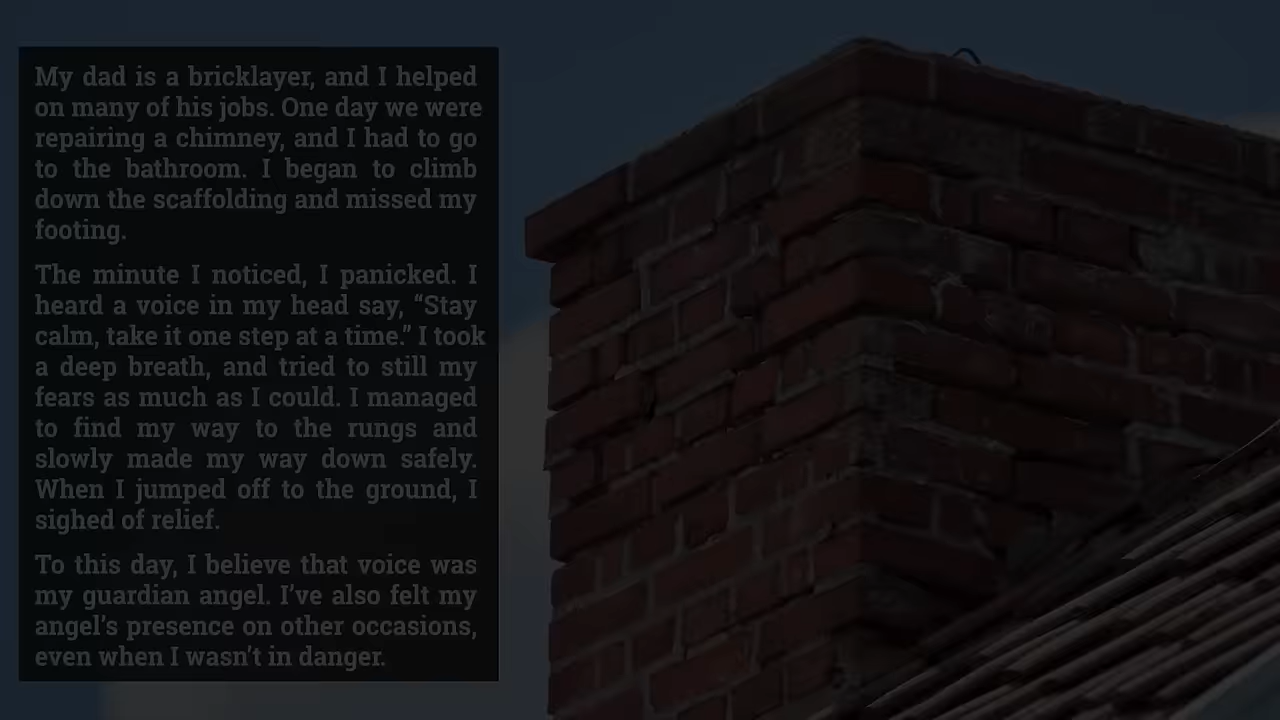 My dad is a bricklayer, and I helped
on many of his jobs. One day we were
repairing a chimney, and I had to go
to the bathroom. I began to climb
down the scaffolding and missed my
footing.
The minute I noticed, I panicked. I
heard a voice in my head say, “Stay
calm, take it one step at a time.” I took
a deep breath, and tried to still my
fears as much as I could. I managed
to find my way to the rungs and
slowly made my way down safely.
When I jumped off to the ground, I
sighed of relief.
To this day, I believe that voice was
my guardian angel. I’ve also felt my
angel’s presence on other occasions,
even when I wasn’t in danger.